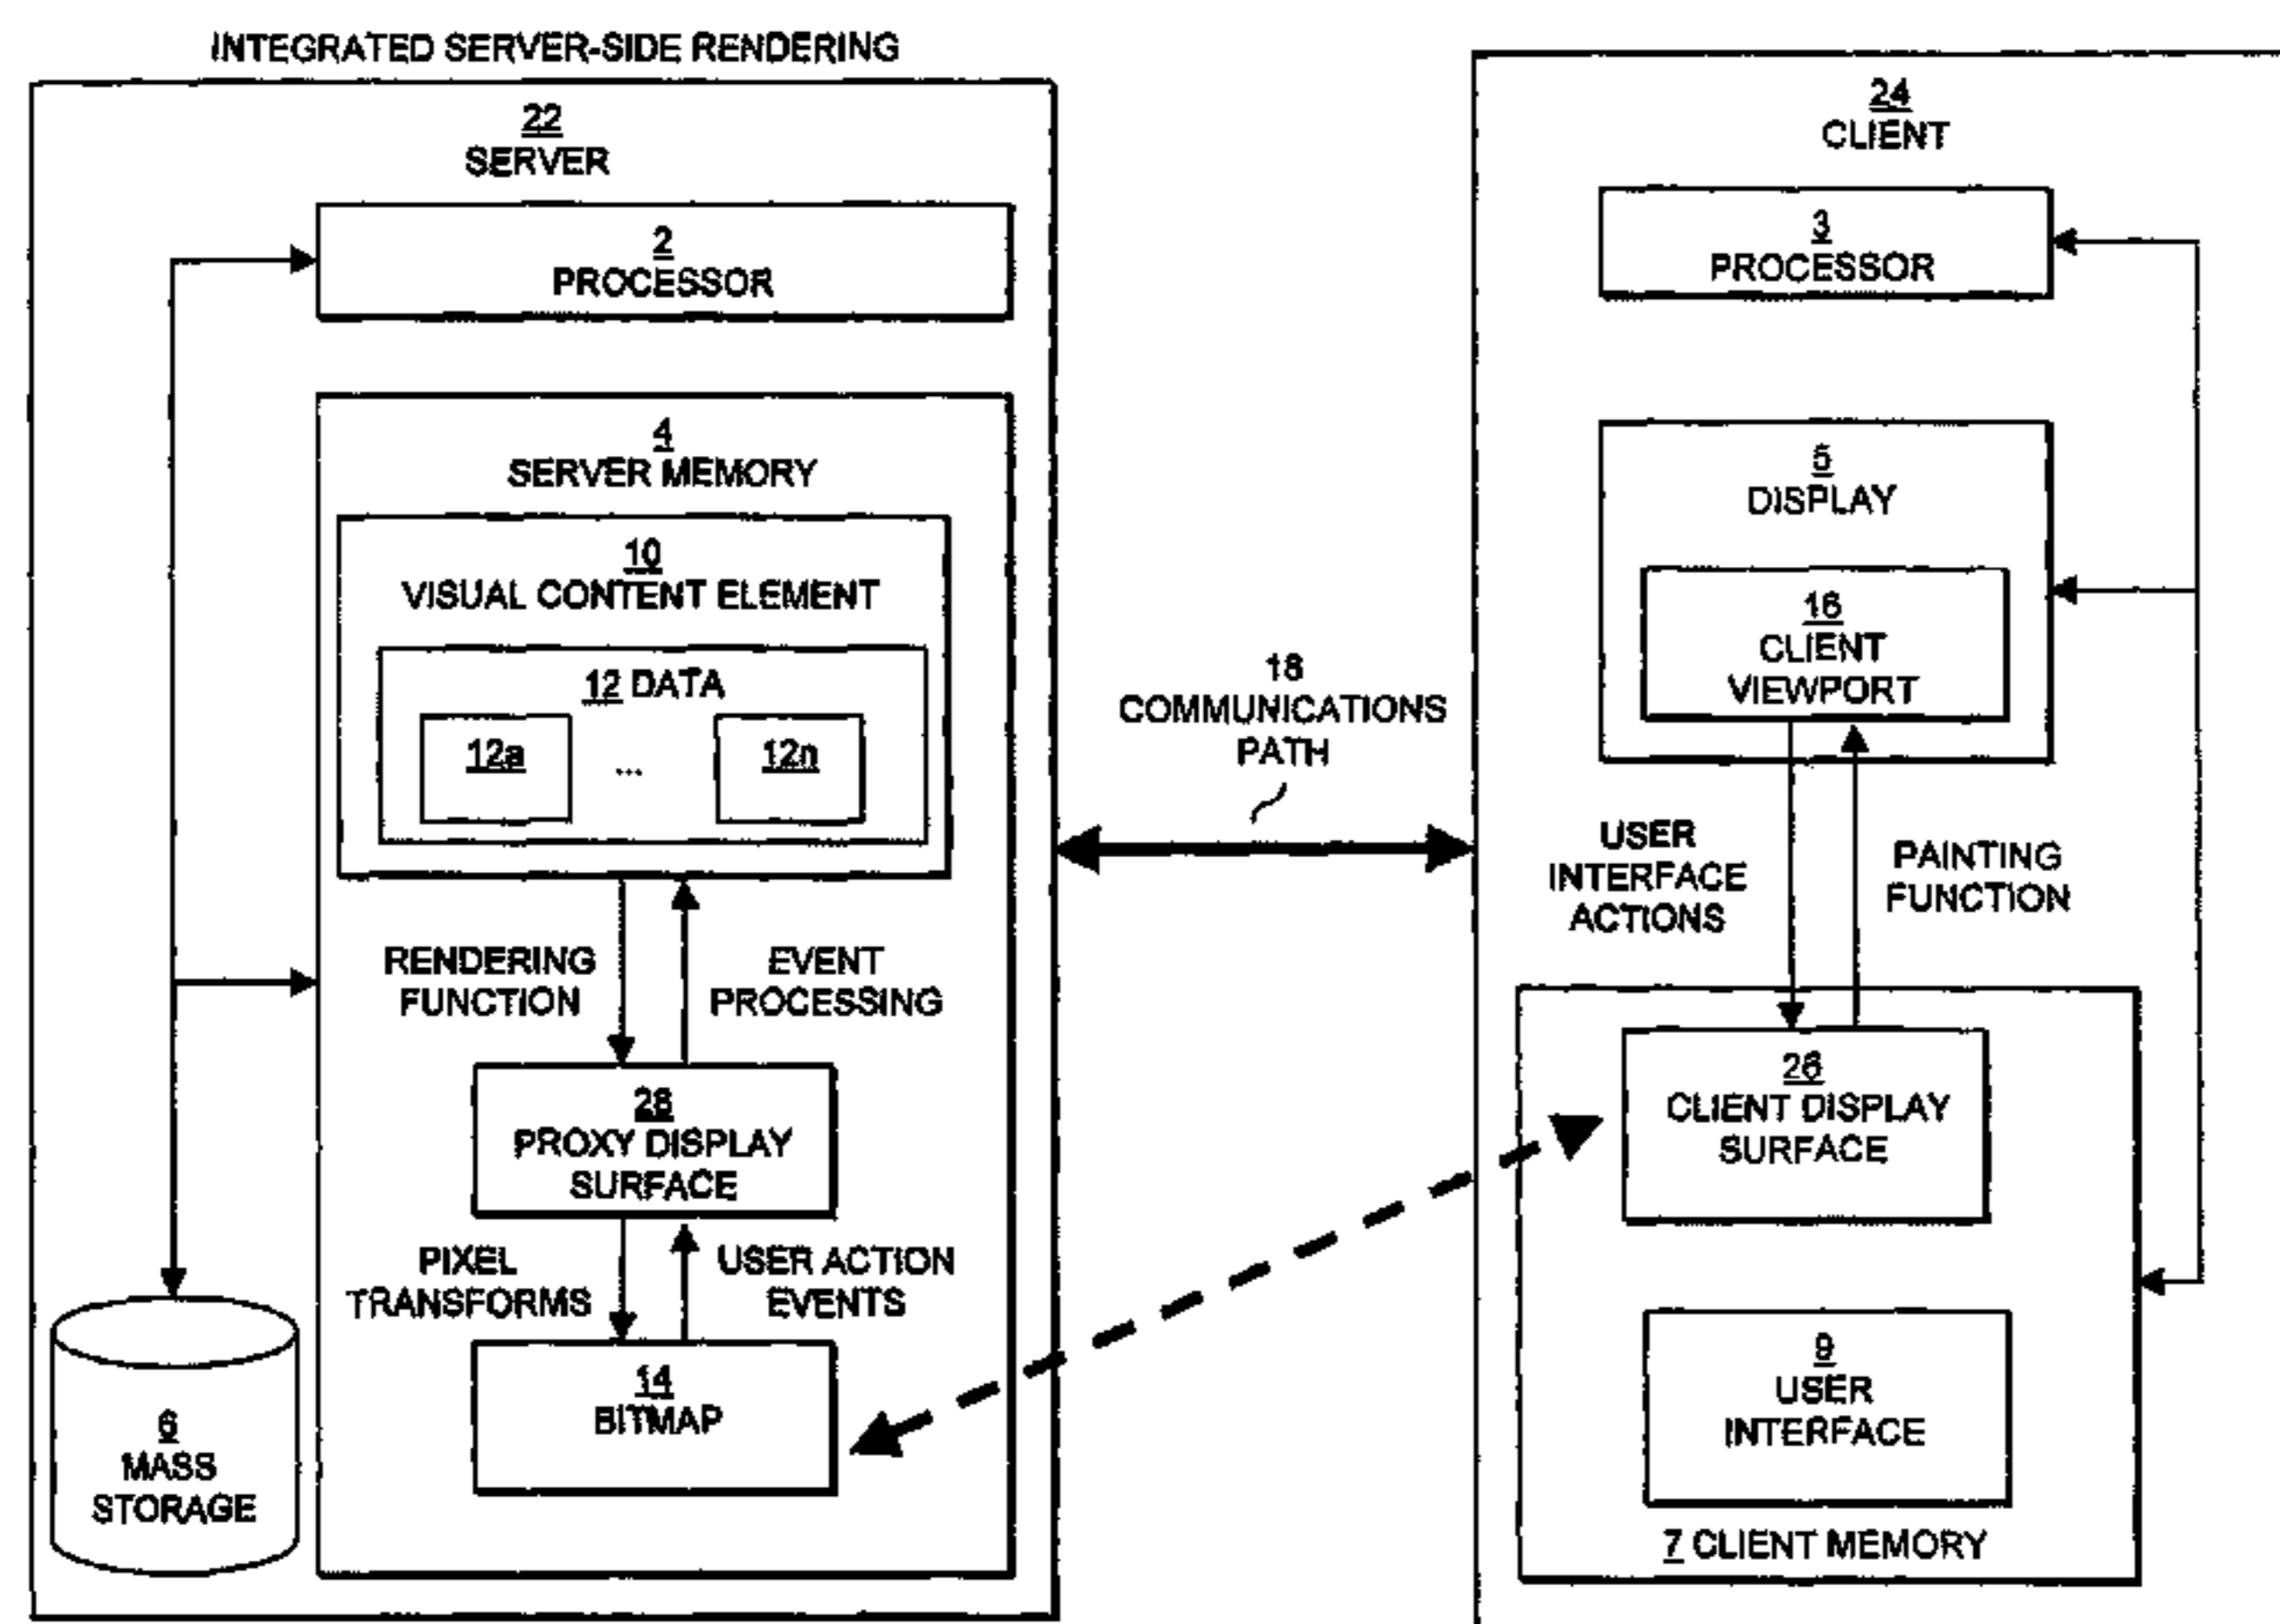 INTEGRATED SERVER-SIDE RENDERING
22
SERVER
2
PROCESSOR
4
SERVER MEMORY
10
VISUAL CONTENT ELEMENT
12 DATA
12a
...
12n
RENDERING
FUNCTION
EVENT
PROCESSING
28
PROXY DISPLAY
SURFACE
PIXEL
TRANSFORMS
USER ACTION
EVENTS
14
BITMAP
6
MASS
STORAGE
18
COMMUNICATIONS
PATH
24
CLIENT
3
PROCESSOR
5
DISPLAY
16
CLIENT
VIEWPORT
USER
INTERFACE
ACTIONS
PAINTING
FUNCTION
26
CLIENT DISPLAY
SURFACE
9
USER
INTERFACE
7 CLIENT MEMORY